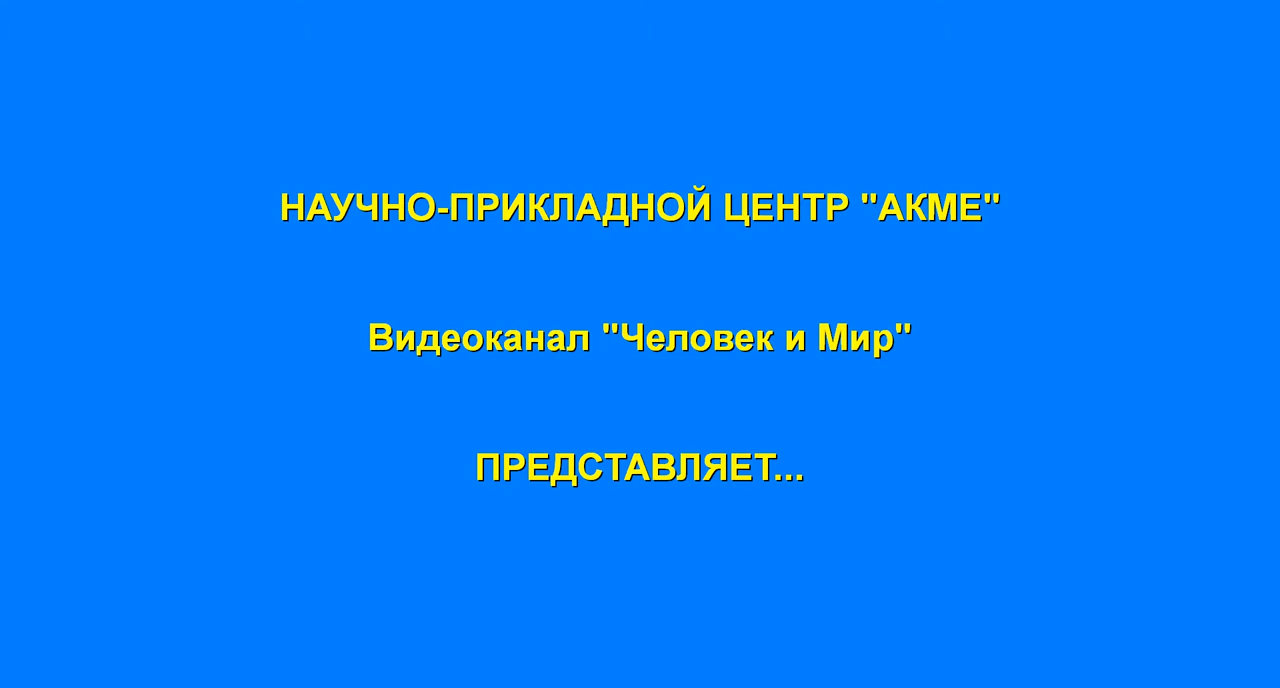 НАУЧНО-ПРИКЛАДНОЙ ЦЕНТР "АКМЕ"
Видеоканал "Человек и Мир"
ПРЕДСТАВЛЯЕТ...